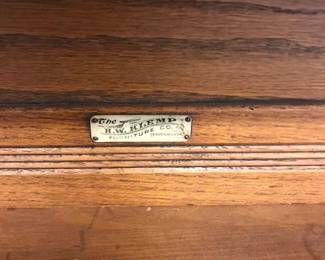 The
H.W. KLEMP
FURNITURE CO.